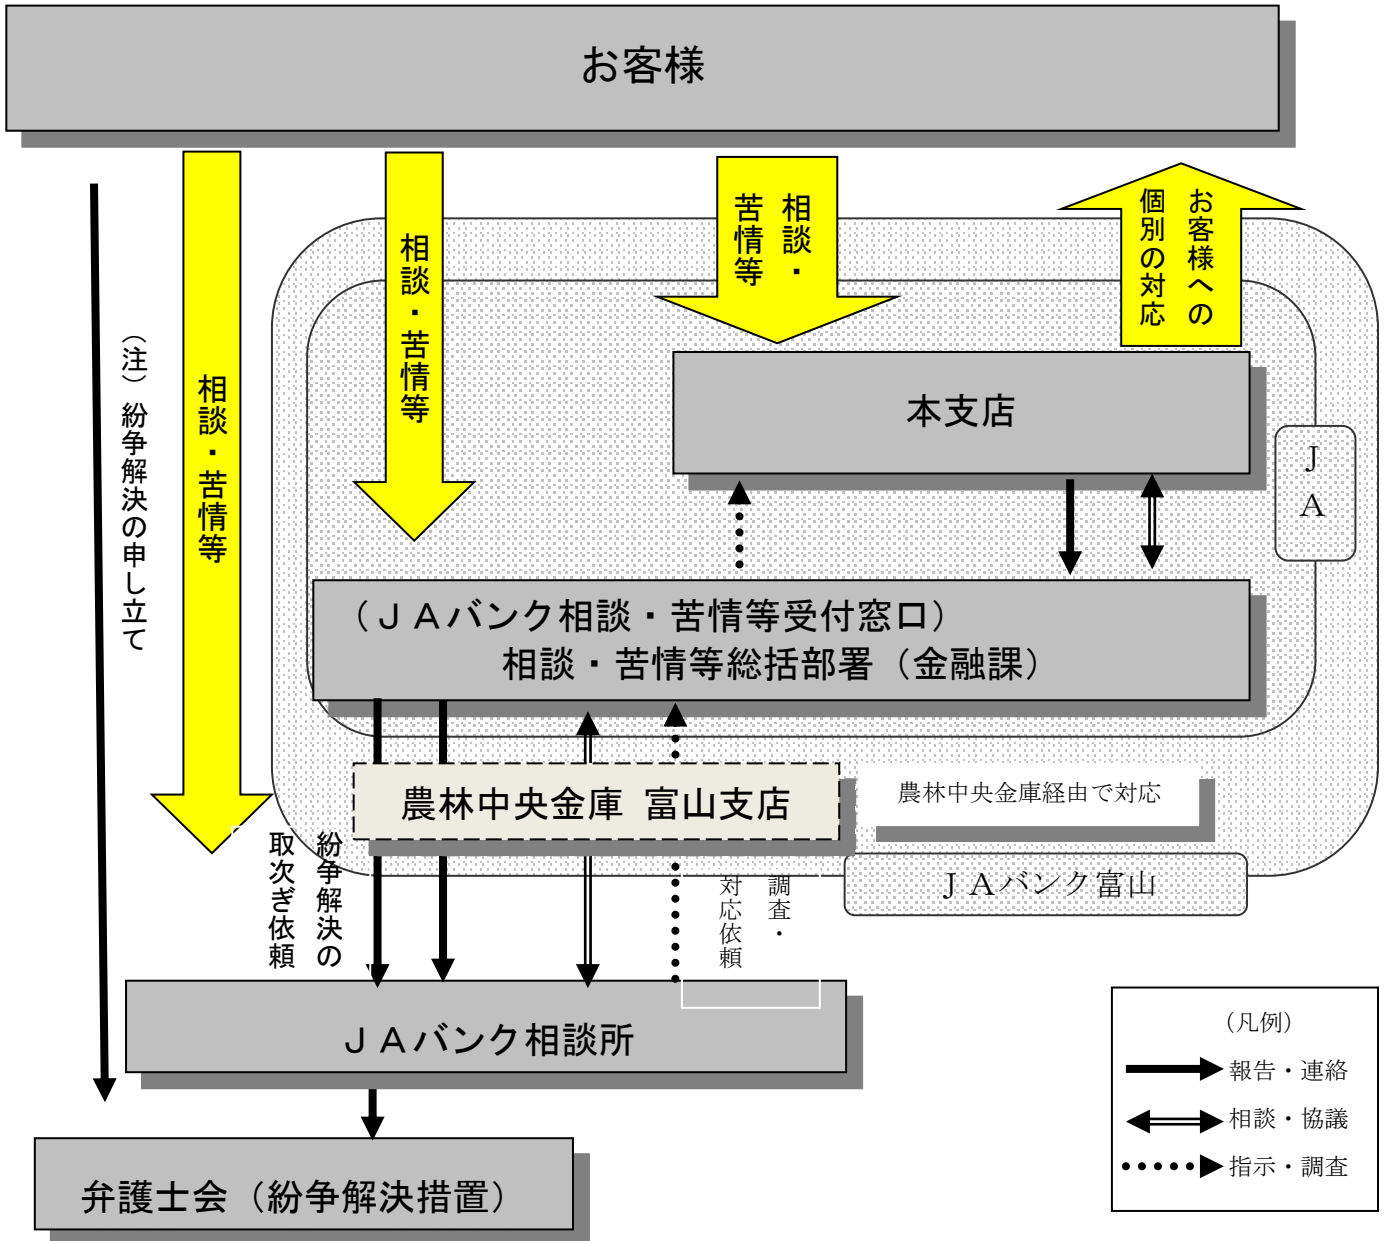 お客様
相談・苦情等
相談・苦情等
相談・
苦情等
お客様への
個別の対応
（注）紛争解決の申し立て
本支店
ＪＡ
（ＪＡバンク相談・苦情等受付窓口）
相談・苦情等総括部署（金融課）
農林中央金庫 富山支店
農林中央金庫経由で対応
ＪＡバンク富山
紛争解決の
取次ぎ依頼
調査・
対応依頼
ＪＡバンク相談所
弁護士会（紛争解決措置）
（凡例）
報告・連絡
相談・協議
指示・調査